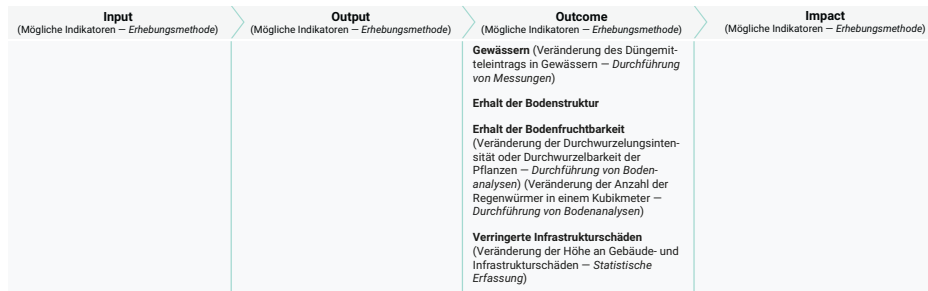 Input
(Mögliche Indikatoren — Erhebungsmethode)
Output
(Mögliche Indikatoren — Erhebungsmethode)
Outcome
(Mögliche Indikatoren — Erhebungsmethode)
Impact
(Mögliche Indikatoren — Erhebungsmethode)
Gewässern (Veränderung des Düngemit-
teleintrags in Gewässern — Durchführung
von Messungen)
Erhalt der Bodenstruktur
Erhalt der Bodenfruchtbarkeit
(Veränderung der Durchwurzelungsinten-
sität oder Durchwurzelbarkeit der
Pflanzen — Durchführung von Boden-
analysen) (Veränderung der Anzahl der
Regenwürmer in einem Kubikmeter —
Durchführung von Bodenanalysen)
Verringerte Infrastrukturschäden
(Veränderung der Höhe an Gebäude- und
Infrastrukturschäden — Statistische
Erfassung)